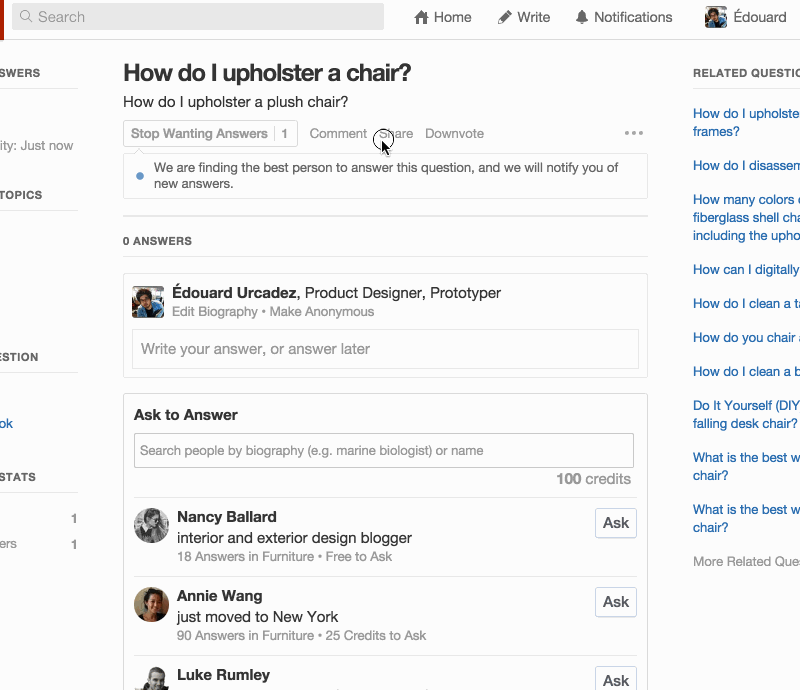 Search
Home
Write
Notifications
Édouard
SWERS
ity: Just now
TOPICS
ESTION
ok
STATS
1
ers
1
How do I upholster a chair?
How do I upholster a plush chair?
Stop Wanting Answers 1 Comment Share Downvote
We are finding the best person to answer this question, and we will notify you of
new answers.
0 ANSWERS
Édouard Urcadez, Product Designer, Prototyper
Edit Biography • Make Anonymous
Write your answer, or answer later
Ask to Answer
Search people by biography (e.g. marine biologist) or name
100 credits
Nancy Ballard
interior and exterior design blogger
18 Answers in Furniture • Free to Ask
Ask
Annie Wang
just moved to New York
90 Answers in Furniture • 25 Credits to Ask
Ask
Luke Rumley
Ask
RELATED QUESTIO
How do I upholste
frames?
How do I disassem
How many colors
fiberglass shell cha
including the upho
How can I digitally
How do I clean a ta
How do you chair a
How do I clean a b
Do It Yourself (DIY
falling desk chair?
What is the best w
chair?
What is the best w
chair?
More Related Ques